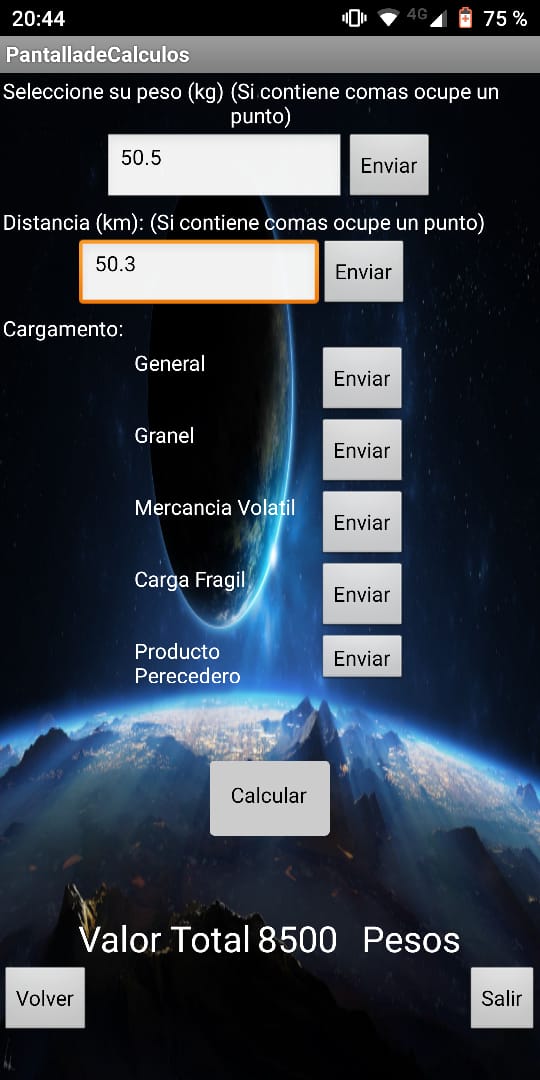 20:44 4G 75 %
PantalladeCalculos
Seleccione su peso (kg) (Si contiene comas ocupe un
punto)
50.5 Enviar
Distancia (km): (Si contiene comas ocupe un punto)
50.3 Enviar
Cargamento:
General Enviar
Granel Enviar
Mercancia Volatil Enviar
Carga Fragil Enviar
Producto Enviar
Perecedero
Calcular
Valor Total 8500 Pesos
Volver Salir